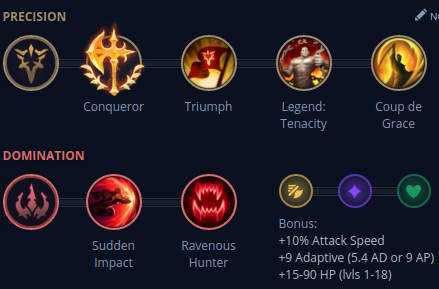 PRECISION
NO
Conqueror
Triumph
Legend:
Tenacity
Coup de
Grace
DOMINATION
Sudden
Impact
Ravenous
Hunter
Bonus:
+10% Attack Speed
+9 Adaptive (5.4 AD or 9 AP)
+15-90 HP (lvls 1-18)